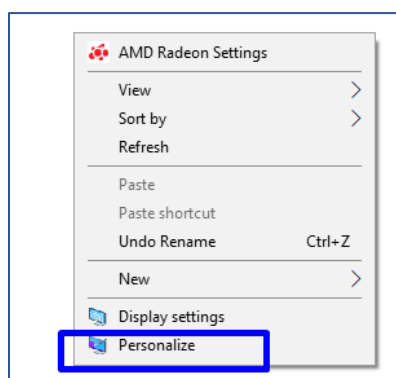 AMD Radeon Settings
View
Sort by
Refresh
Paste
Paste shortcut
Undo Rename Ctrl+Z
New
Display settings
Personalize